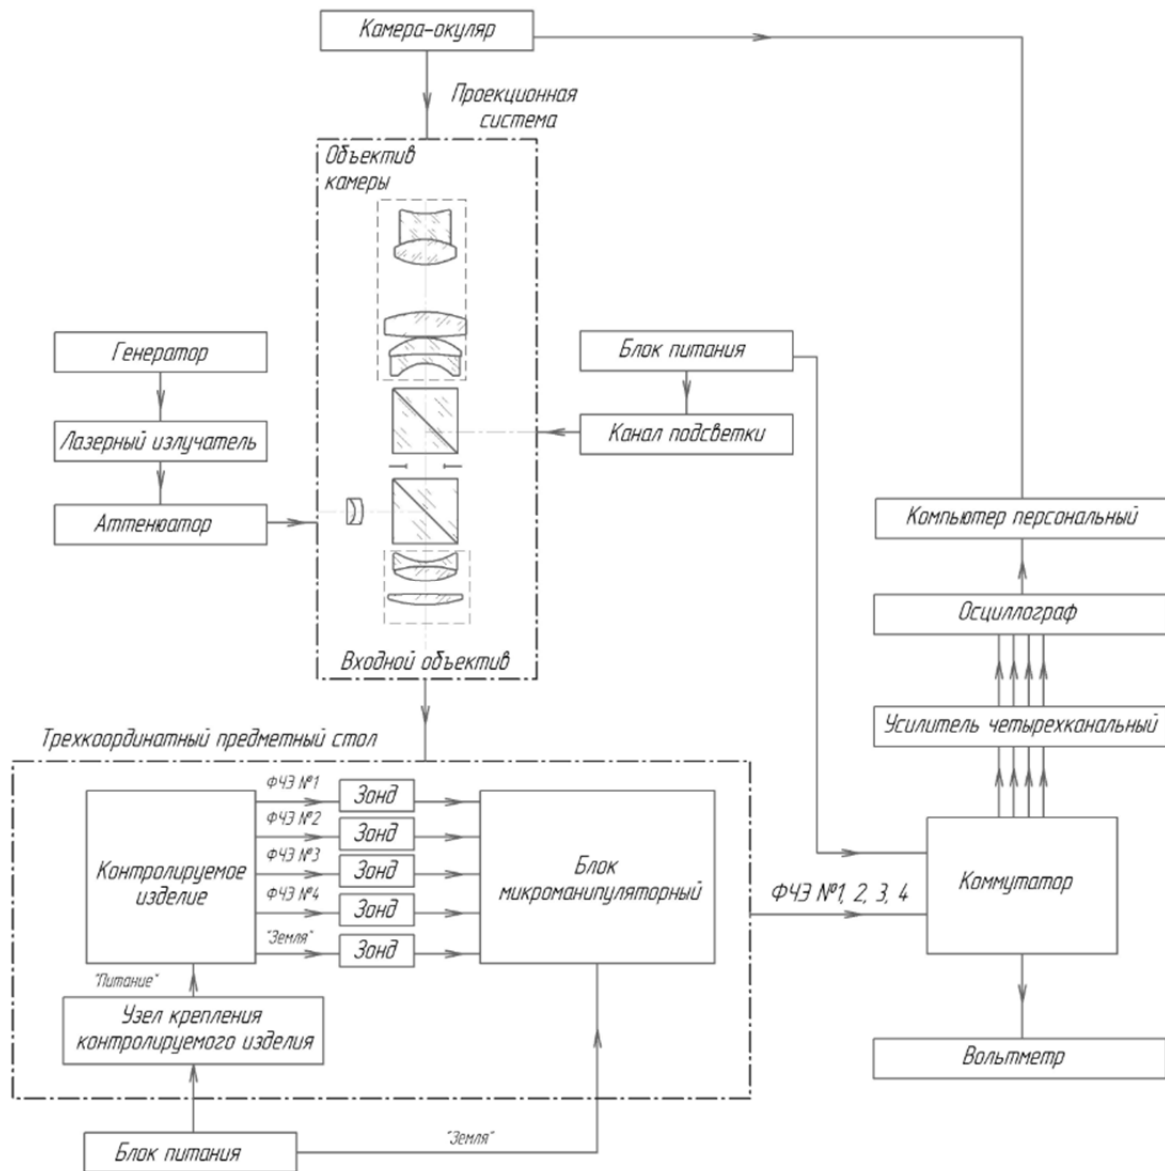 Камера-окуляр
Проекционная
система
Объектив
камеры
Генератор
Блок питания
Лазерный излучатель
Канал подсветки
Аттенюатор
Компьютер персональный
Осциллограф
Входной объектив
Усилитель четырехканальный
Трехкоординатный предметный стол
ФЧЭ №1
Зонд
ФЧЭ №2
Зонд
Контролируемое
изделие
ФЧЭ №3
Зонд
Блок
микроманипуляторный
Коммутатор
ФЧЭ №4
Зонд
ФЧЭ №1, 2, 3, 4
"Земля"
Зонд
"Питание"
Узел крепления
контролируемого изделия
Вольтметр
Блок питания
"Земля"